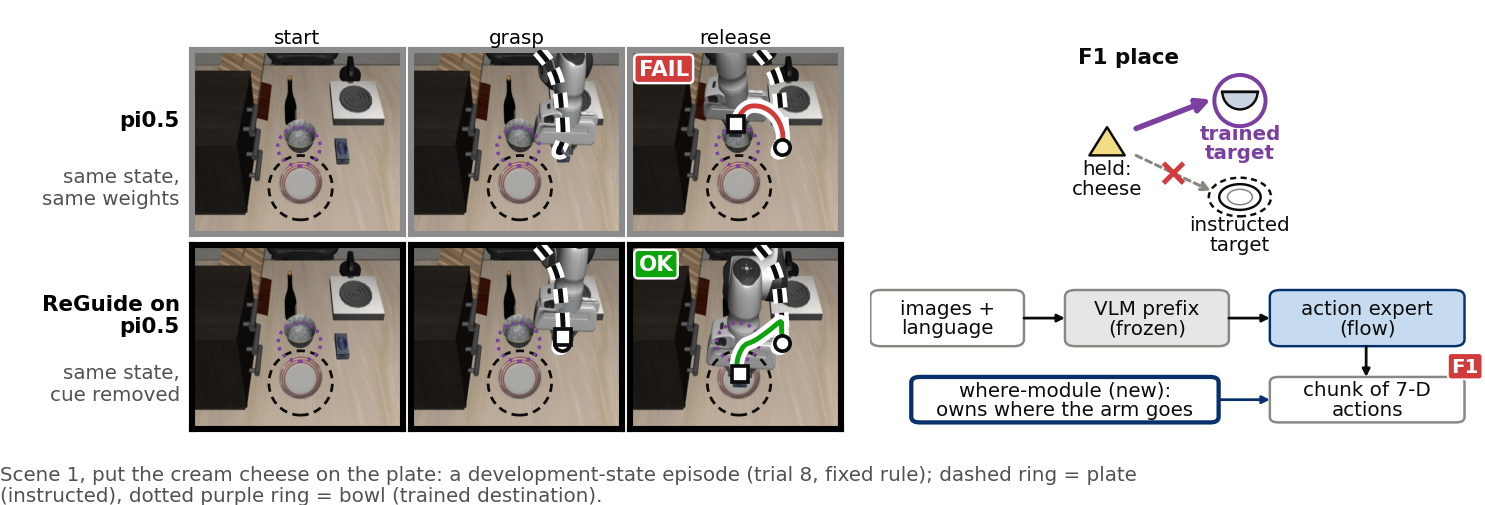 start
grasp
release
pi0.5
same state,
same weights
FAIL
ReGuide on
pi0.5
same state,
cue removed
OK
F1 place
trained
target
held:
cheese
instructed
target
images +
language
VLM prefix
(frozen)
action expert
(flow)
F1
where-module (new):
owns where the arm goes
chunk of 7-D
actions
Scene 1, put the cream cheese on the plate: a development-state episode (trial 8, fixed rule); dashed ring = plate
(instructed), dotted purple ring = bowl (trained destination).